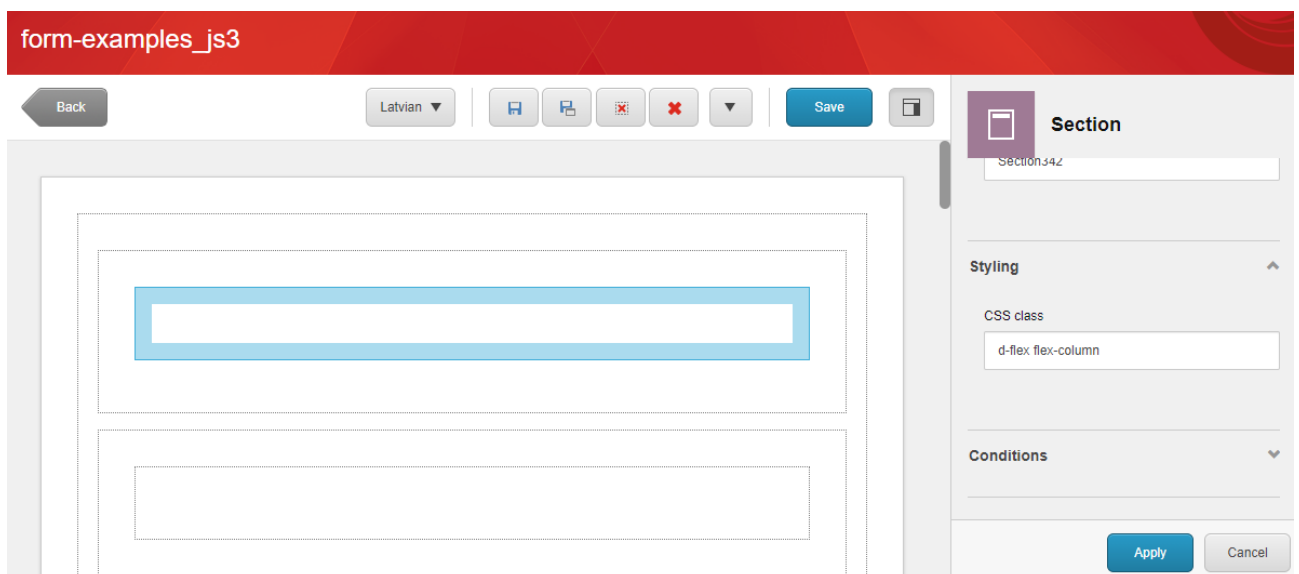 form-examples_js3
Back
Latvian
Save
Section
Section342
Styling
CSS class
d-flex flex-column
Conditions
Apply
Cancel